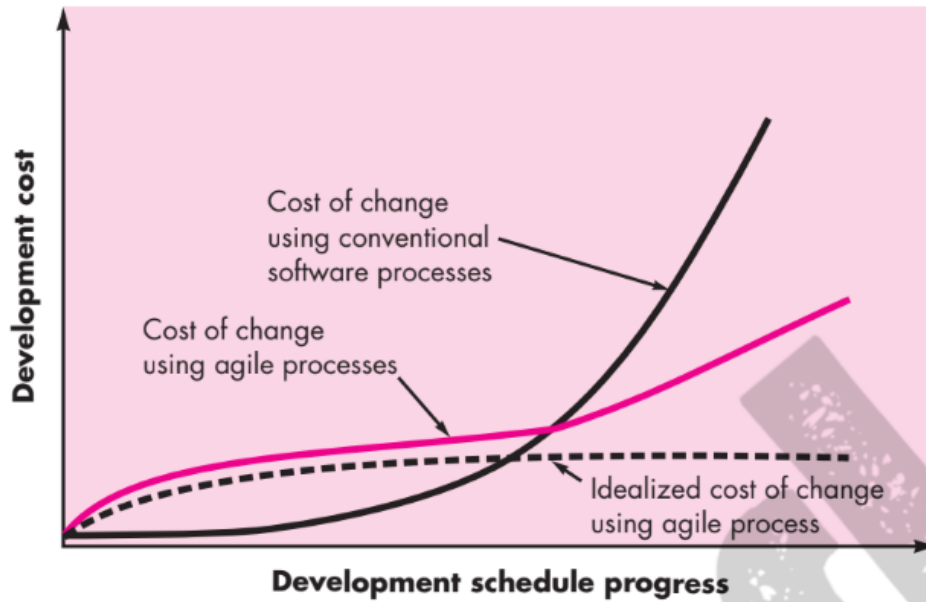 Development cost
Cost of change
using conventional
software processes
Cost of change
using agile processes
Idealized cost of change
using agile process
Development schedule progress